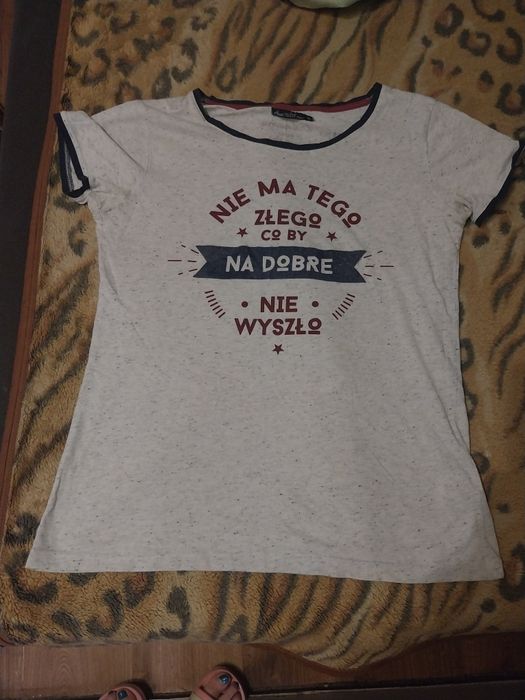 NIE MA TEGO
ZŁEGO
CO BY
NA DOBRE
NIE
WYSZŁO